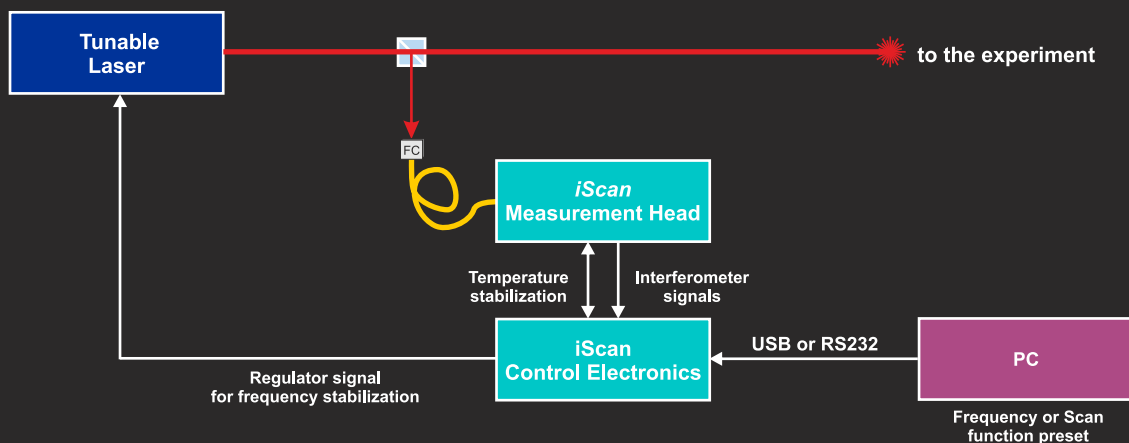 Tunable
Laser
to the experiment
FC
iScan
Measurement Head
Temperature
stabilization
Interferometer
signals
iScan
Control Electronics
USB or RS232
PC
Regulator signal
for frequency stabilization
Frequency or Scan
function preset